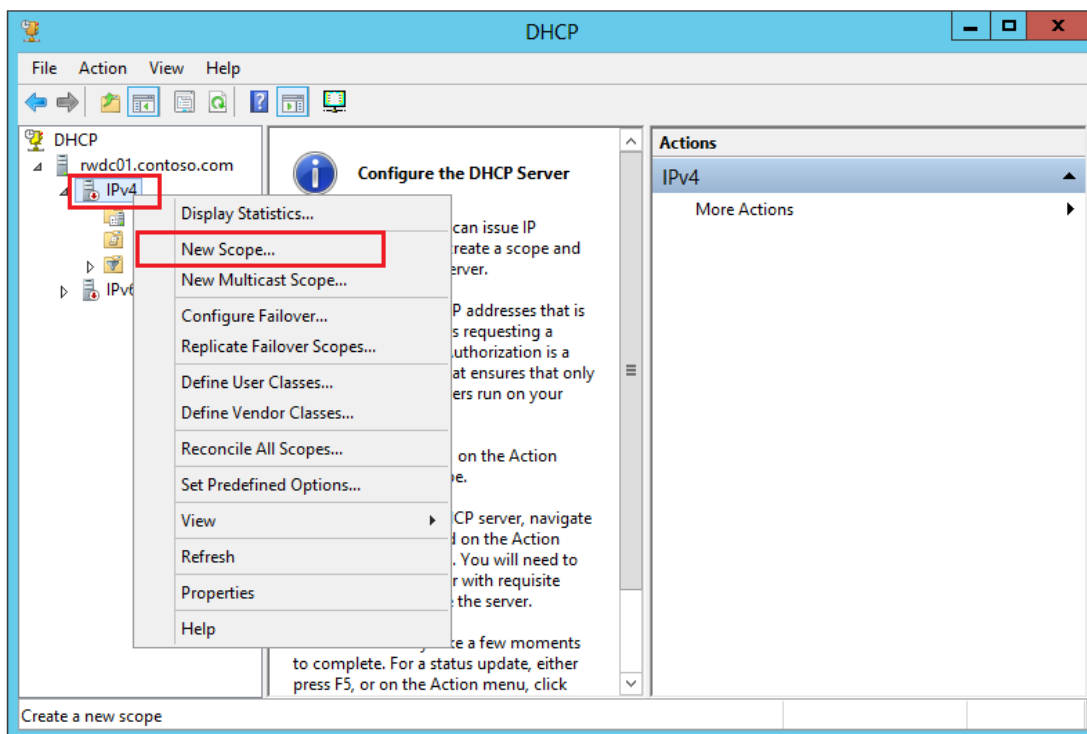 DHCP
File Action View Help
DHCP
rwdc01.contoso.com
IPv4
IPv6
Display Statistics...
New Scope...
New Multicast Scope...
Configure Failover...
Replicate Failover Scopes...
Define User Classes...
Define Vendor Classes...
Reconcile All Scopes...
Set Predefined Options...
View
Refresh
Properties
Help
Configure the DHCP Server
can issue IP
create a scope and
P addresses that is
s requesting a
at ensures that only
ers run on your
on the Action
CP server, navigate
d on the Action
. You will need to
r with requisite
the server.
ke a few moments
to complete. For a status update, either
press F5, or on the Action menu, click
Actions
IPv4
More Actions
Create a new scope